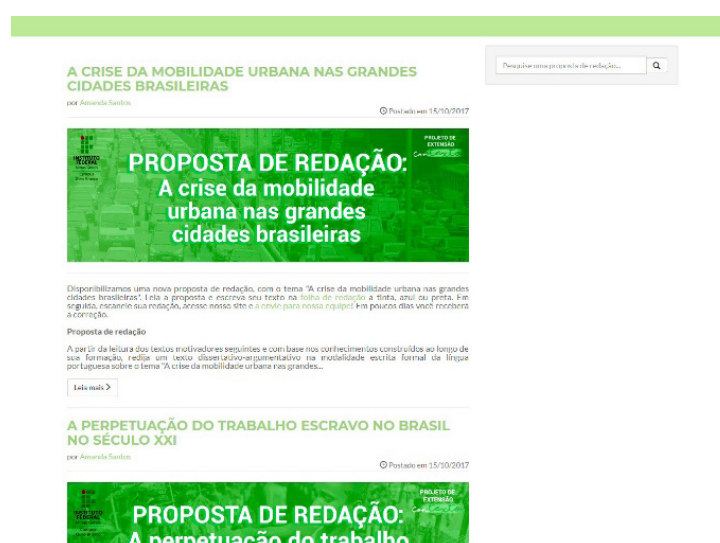 A CRISE DA MOBILIDADE URBANA NAS GRANDES
CIDADES BRASILEIRAS
por Amanda Santos
Postado em 15/10/2017
Pesquise uma proposta de redação...
INSTITUTO
FEDERAL
PROJETO DE
EXTENSÃO
PROPOSTA DE REDAÇÃO:
A crise da mobilidade
urbana nas grandes
cidades brasileiras
Disponibilizamos uma nova proposta de redação, com o tema "A crise da mobilidade urbana nas grandes
cidades brasileiras". Leia a proposta e escreva seu texto na folha de redação a tinta, azul ou preta. Em
seguida, escaneie sua redação, acesse nosso site e a envie para nossa equipe! Em poucos dias você receberá
a correção.
Proposta de redação
A partir da leitura dos textos motivadores seguintes e com base nos conhecimentos construídos ao longo de
sua formação, redija um texto dissertativo-argumentativo na modalidade escrita formal da língua
portuguesa sobre o tema "A crise da mobilidade urbana nas grandes...
Leia mais
A PERPETUAÇÃO DO TRABALHO ESCRAVO NO BRASIL
NO SÉCULO XXI
por Amanda Santos
Postado em 15/10/2017
INSTITUTO
FEDERAL
PROJETO DE
EXTENSÃO
PROPOSTA DE REDAÇÃO:
A perpetuação do trabalho